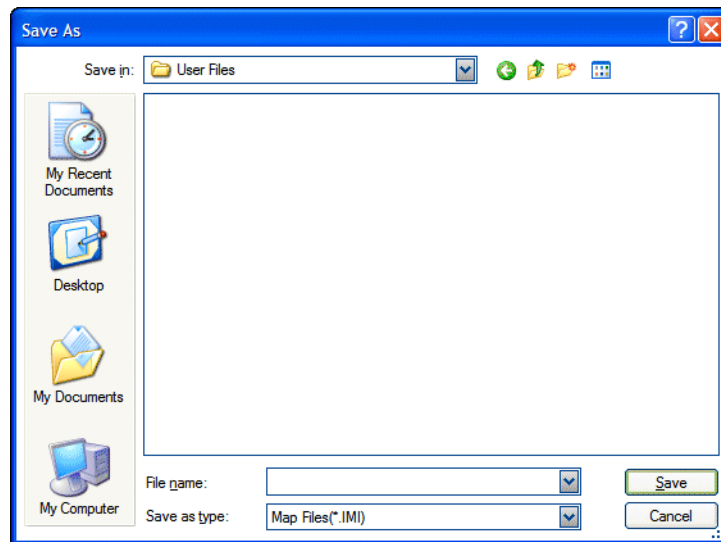 Save As
?
Save in:
User Files
My Recent
Documents
Desktop
My Documents
My Computer
File name:
Save
Save as type:
Map Files(*.IMI)
Cancel